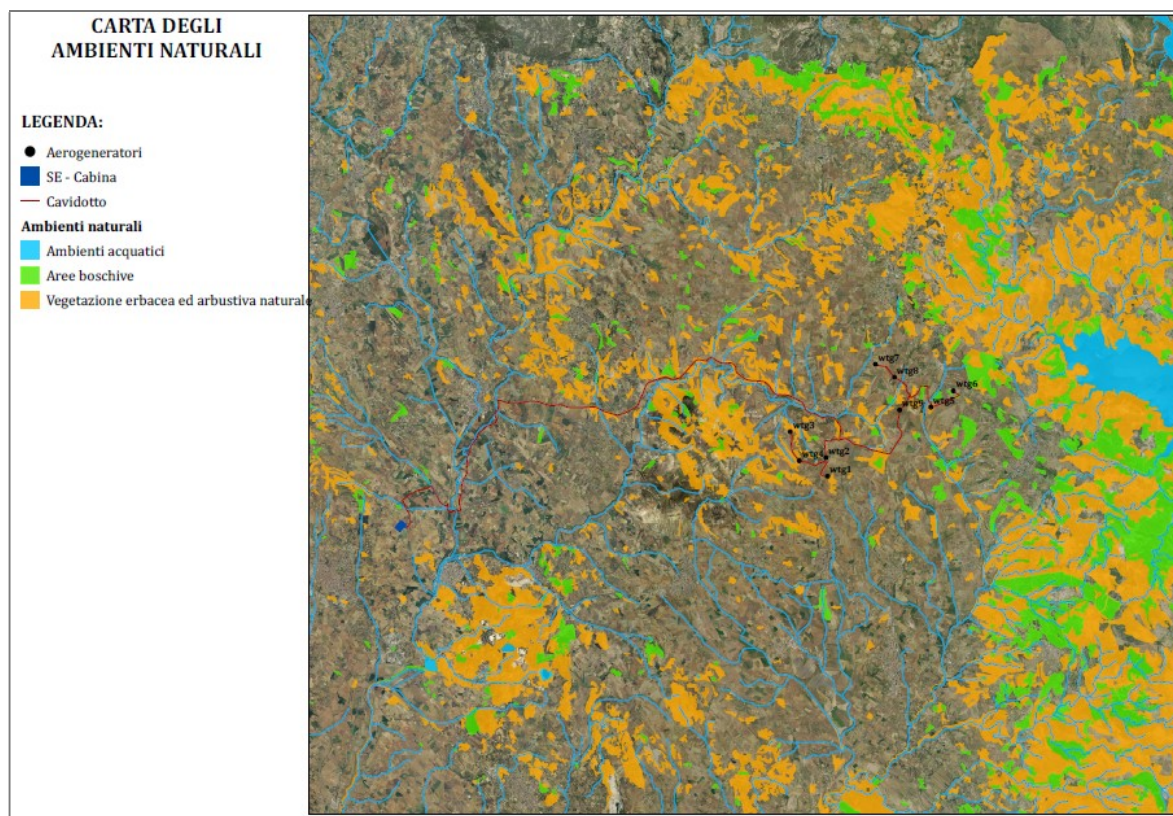 CARTA DEGLI
AMBIENTI NATURALI
LEGENDA:
Aerogeneratori
SE - Cabina
Cavidotto
Ambienti naturali
Ambienti acquatici
Aree boschive
Vegetazione erbacea ed arbustiva naturale
wtg7
wtg8
wtg6
wtg5
wtg3
wtg4
wtg2
wtg1